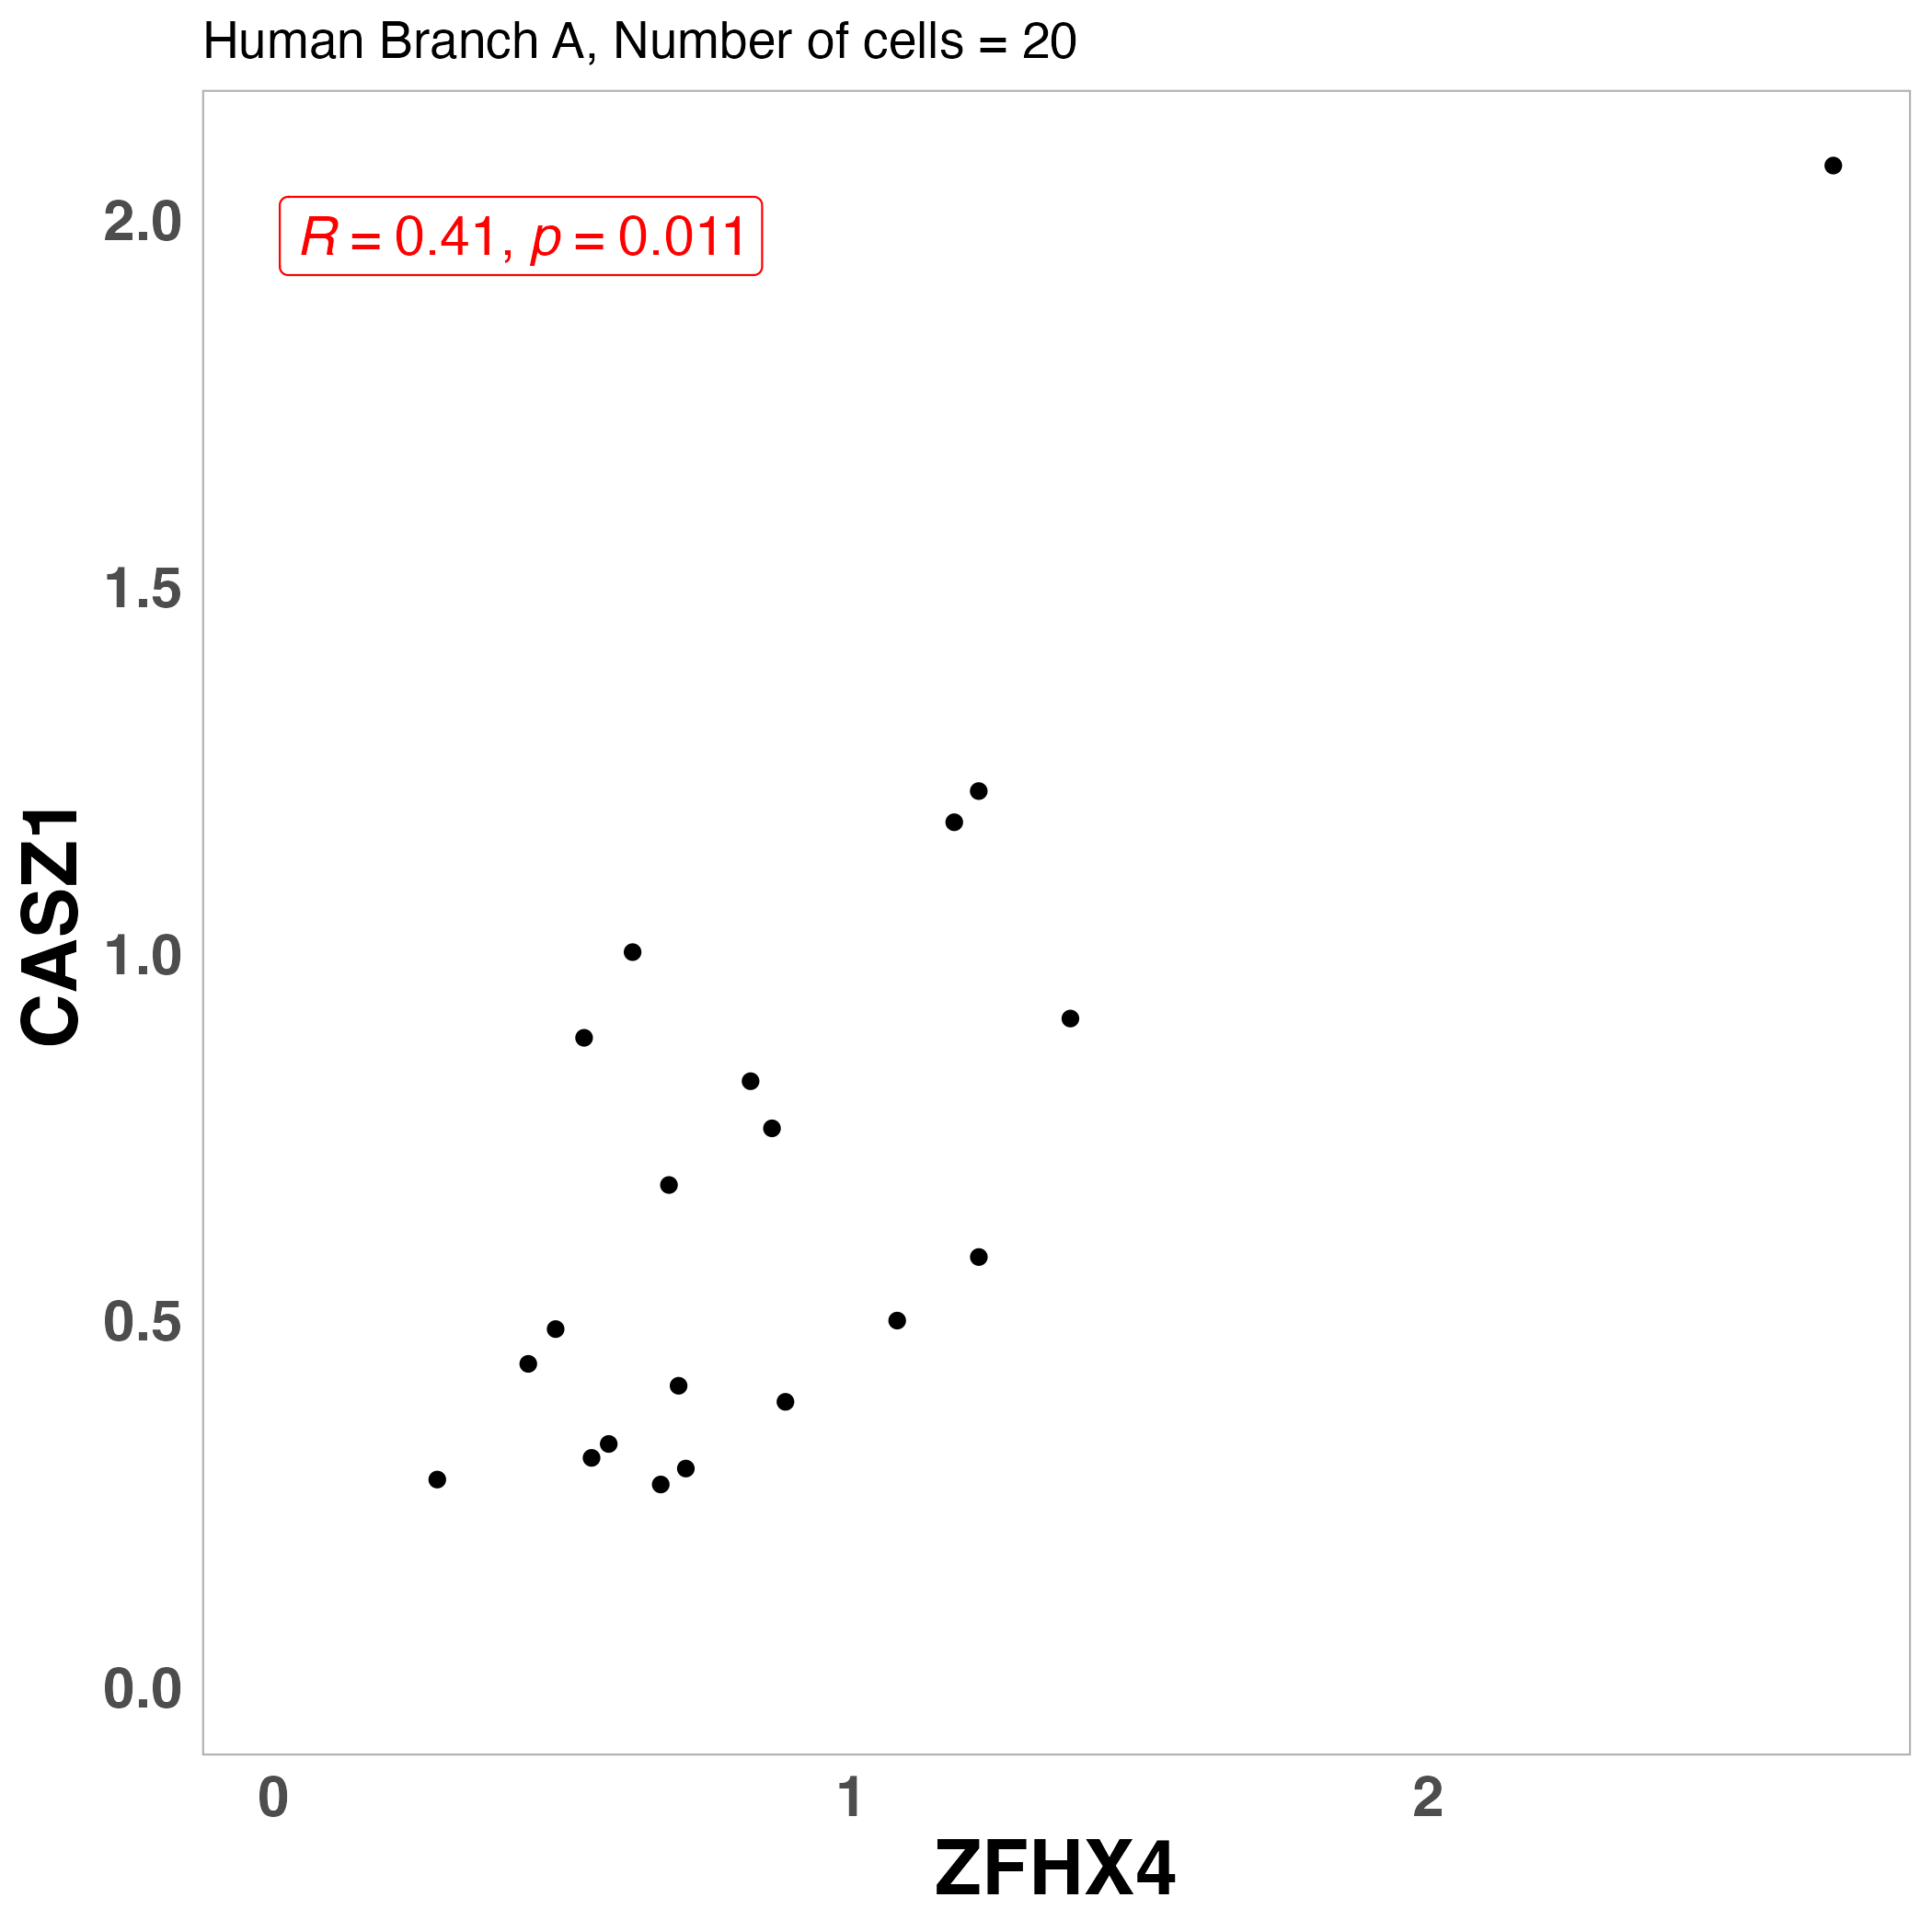 Human Branch A, Number of cells = 20
R = 0.41, p = 0.011
2.0
1.5
1.0
0.5
0.0
CASZ1
0 1 2
ZFHX4